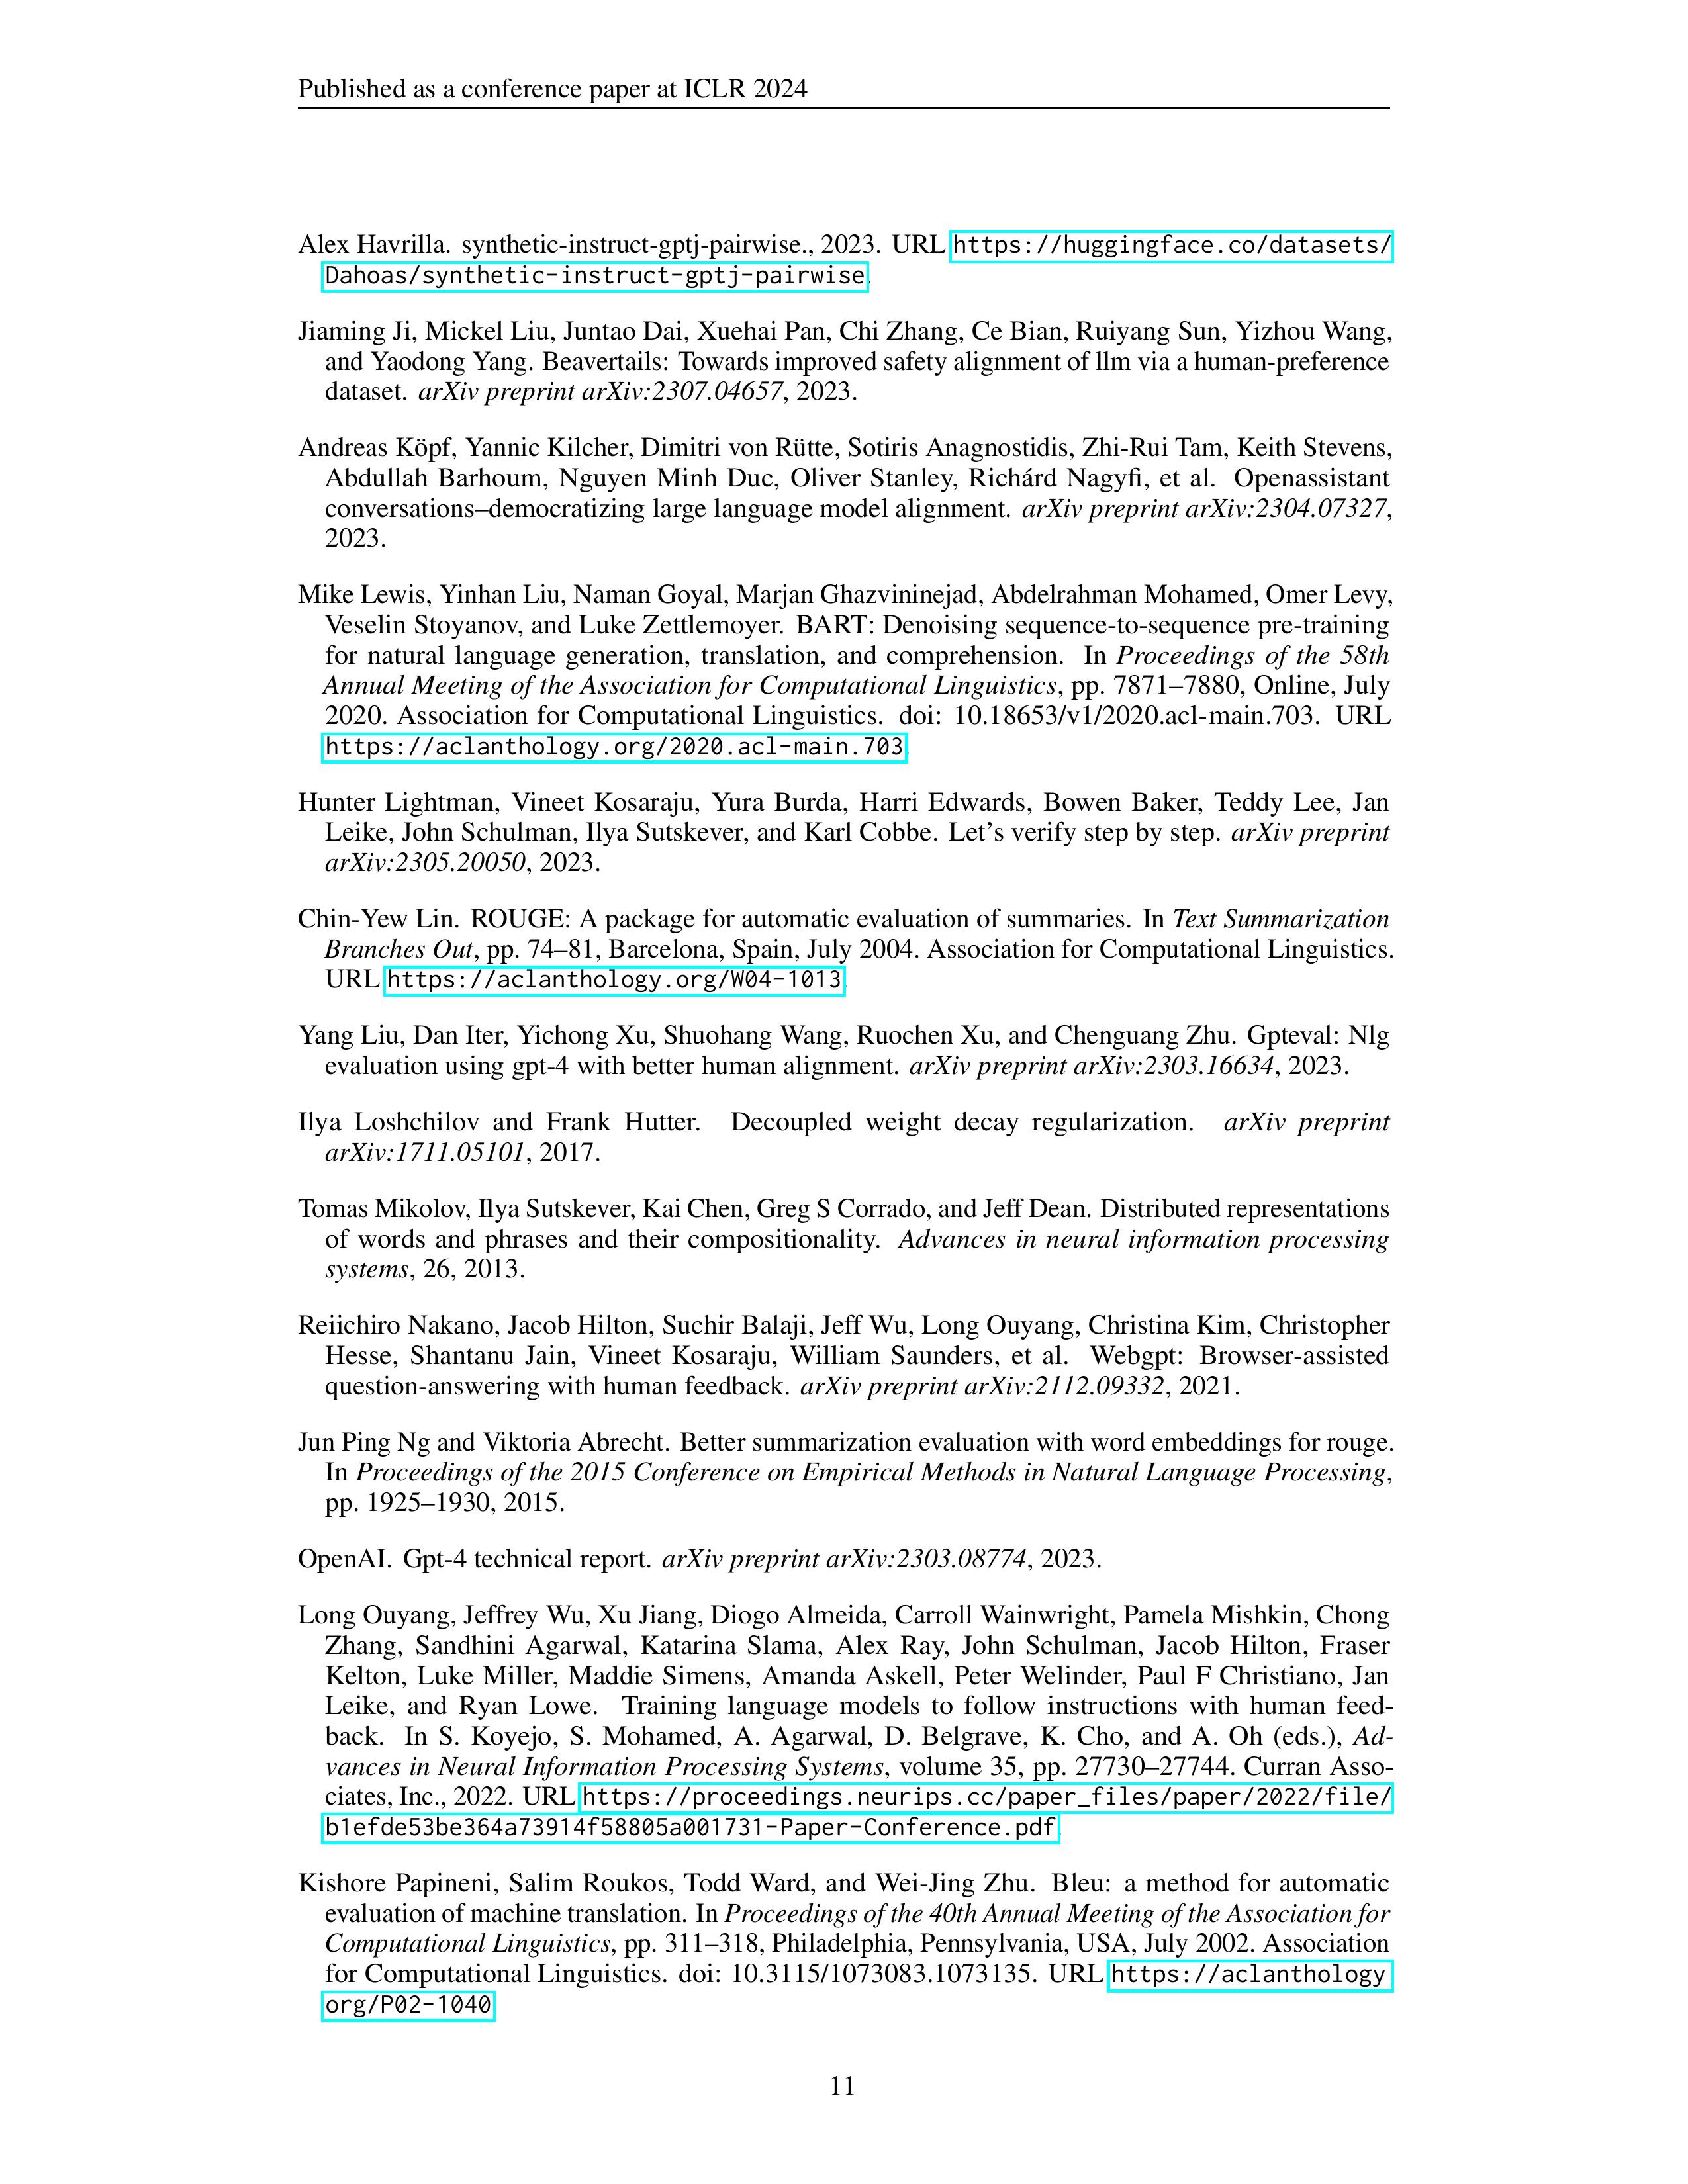 Published as a conference paper at ICLR 2024
Alex Havrilla. synthetic-instruct-gptj-pairwise., 2023. URL https://huggingface.co/datasets/
Dahoas/synthetic-instruct-gptj-pairwise.
Jiaming Ji, Mickel Liu, Juntao Dai, Xuehai Pan, Chi Zhang, Ce Bian, Ruiyang Sun, Yizhou Wang,
and Yaodong Yang. Beavertails: Towards improved safety alignment of llm via a human-preference
dataset. arXiv preprint arXiv:2307.04657, 2023.
Andreas Köpf, Yannic Kilcher, Dimitri von Rütte, Sotiris Anagnostidis, Zhi-Rui Tam, Keith Stevens,
Abdullah Barhoum, Nguyen Minh Duc, Oliver Stanley, Richárd Nagyfi, et al. Openassistant
conversations–democratizing large language model alignment. arXiv preprint arXiv:2304.07327,
2023.
Mike Lewis, Yinhan Liu, Naman Goyal, Marjan Ghazvininejad, Abdelrahman Mohamed, Omer Levy,
Veselin Stoyanov, and Luke Zettlemoyer. BART: Denoising sequence-to-sequence pre-training
for natural language generation, translation, and comprehension. In Proceedings of the 58th
Annual Meeting of the Association for Computational Linguistics, pp. 7871–7880, Online, July
2020. Association for Computational Linguistics. doi: 10.18653/v1/2020.acl-main.703. URL
https://aclanthology.org/2020.acl-main.703
Hunter Lightman, Vineet Kosaraju, Yura Burda, Harri Edwards, Bowen Baker, Teddy Lee, Jan
Leike, John Schulman, Ilya Sutskever, and Karl Cobbe. Let's verify step by step. arXiv preprint
arXiv:2305.20050, 2023.
Chin-Yew Lin. ROUGE: A package for automatic evaluation of summaries. In Text Summarization
Branches Out, pp. 74–81, Barcelona, Spain, July 2004. Association for Computational Linguistics.
URL https://aclanthology.org/W04-1013
Yang Liu, Dan Iter, Yichong Xu, Shuohang Wang, Ruochen Xu, and Chenguang Zhu. Gpteval: Nlg
evaluation using gpt-4 with better human alignment. arXiv preprint arXiv:2303.16634, 2023.
Ilya Loshchilov and Frank Hutter. Decoupled weight decay regularization. arXiv preprint
arXiv:1711.05101, 2017.
Tomas Mikolov, Ilya Sutskever, Kai Chen, Greg S Corrado, and Jeff Dean. Distributed representations
of words and phrases and their compositionality. Advances in neural information processing
systems, 26, 2013.
Reiichiro Nakano, Jacob Hilton, Suchir Balaji, Jeff Wu, Long Ouyang, Christina Kim, Christopher
Hesse, Shantanu Jain, Vineet Kosaraju, William Saunders, et al. Webgpt: Browser-assisted
question-answering with human feedback. arXiv preprint arXiv:2112.09332, 2021.
Jun Ping Ng and Viktoria Abrecht. Better summarization evaluation with word embeddings for rouge.
In Proceedings of the 2015 Conference on Empirical Methods in Natural Language Processing,
pp. 1925–1930, 2015.
OpenAI. Gpt-4 technical report. arXiv preprint arXiv:2303.08774, 2023.
Long Ouyang, Jeffrey Wu, Xu Jiang, Diogo Almeida, Carroll Wainwright, Pamela Mishkin, Chong
Zhang, Sandhini Agarwal, Katarina Slama, Alex Ray, John Schulman, Jacob Hilton, Fraser
Kelton, Luke Miller, Maddie Simens, Amanda Askell, Peter Welinder, Paul F Christiano, Jan
Leike, and Ryan Lowe. Training language models to follow instructions with human feed-
back. In S. Koyejo, S. Mohamed, A. Agarwal, D. Belgrave, K. Cho, and A. Oh (eds.), Ad-
vances in Neural Information Processing Systems, volume 35, pp. 27730–27744. Curran Asso-
ciates, Inc., 2022. URL https://proceedings.neurips.cc/paper_files/paper/2022/file/
b1efde53be364a73914f58805a001731-Paper-Conference.pdf
Kishore Papineni, Salim Roukos, Todd Ward, and Wei-Jing Zhu. Bleu: a method for automatic
evaluation of machine translation. In Proceedings of the 40th Annual Meeting of the Association for
Computational Linguistics, pp. 311–318, Philadelphia, Pennsylvania, USA, July 2002. Association
for Computational Linguistics. doi: 10.3115/1073083.1073135. URL https://aclanthology.
org/P02-1040
11